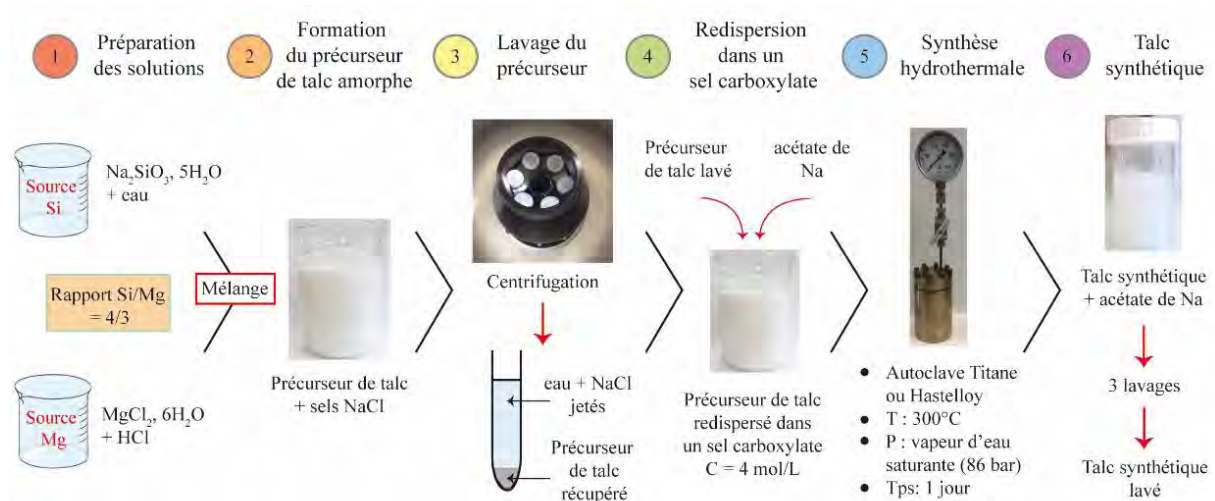 1
Préparation
des solutions
2
Formation
du précurseur
de talc amorphe
3
Lavage du
précurseur
4
Redispersion
dans un
sel carboxylate
5
Synthèse
hydrothermale
6
Talc
synthétique
Source
Si
Na₂SiO₃, 5H₂O
+ eau
Rapport Si/Mg
= 4/3
Source
Mg
MgCl₂, 6H₂O
+ HCl
Mélange
Précurseur de talc
+ sels NaCl
Centrifugation
eau + NaCl
jetés
Précurseur
de talc
récupéré
Précurseur
de talc lavé
acétate de
Na
Précurseur de talc
redispersé dans
un sel carboxylate
C = 4 mol/L
• Autoclave Titane
ou Hastelloy
• T : 300°C
• P : vapeur d’eau
saturante (86 bar)
• Tps: 1 jour
Talc synthétique
+ acétate de Na
3 lavages
Talc synthétique
lavé